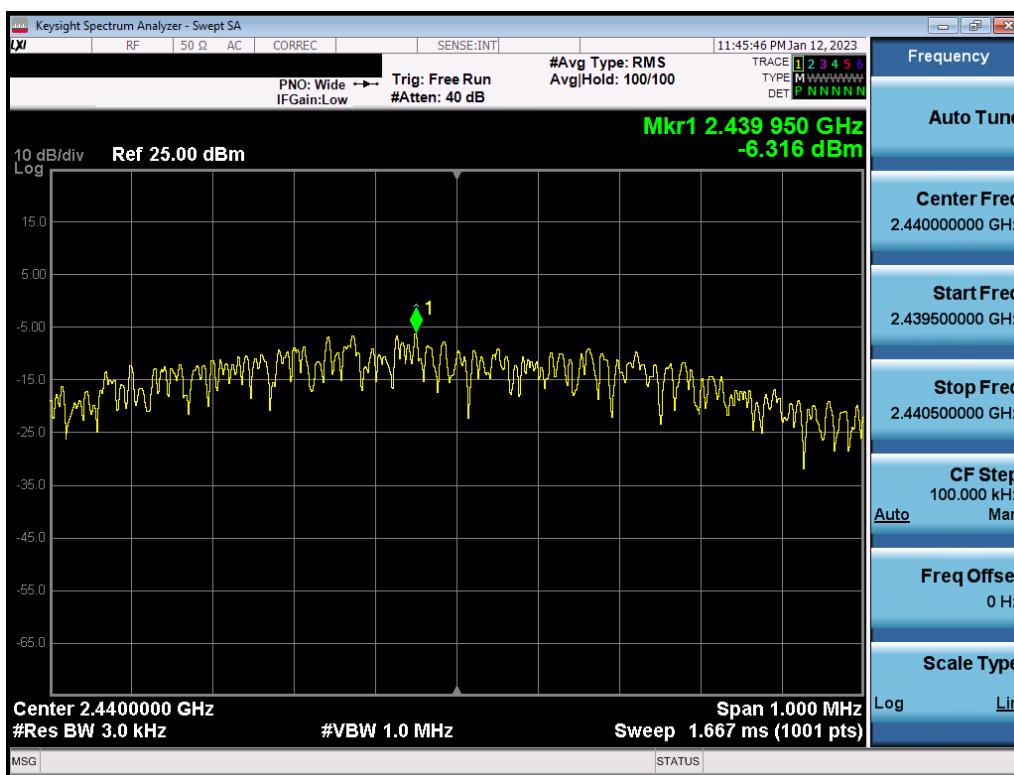 Keysight Spectrum Analyzer - Swept SA
LXI RF 50 Ω AC CORREC SENSE:INT 11:45:46 PM Jan 12, 2023
PNO: Wide Trig: Free Run #Avg Type: RMS TRACE 1 2 3 4 5 6
IFGain:Low #Atten: 40 dB Avg|Hold: 100/100 TYPE M WWWWW
DET P N N N N N
Mkr1 2.439 950 GHz
-6.316 dBm
10 dB/div Ref 25.00 dBm
Log
15.0
5.00
1
-5.00
-15.0
-25.0
-35.0
-45.0
-55.0
-65.0
Center 2.4400000 GHz Span 1.000 MHz
#Res BW 3.0 kHz #VBW 1.0 MHz Sweep 1.667 ms (1001 pts)
MSG STATUS
Frequency
Auto Tune
Center Freq
2.440000000 GHz
Start Freq
2.439500000 GHz
Stop Freq
2.440500000 GHz
CF Step
100.000 kHz
Auto Man
Freq Offset
0 Hz
Scale Type
Log Lin